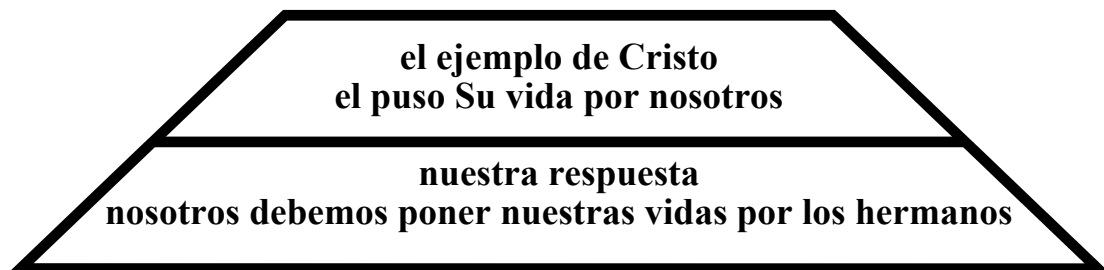 el ejemplo de Cristo
el puso Su vida por nosotros
nuestra respuesta
nosotros debemos poner nuestras vidas por los hermanos